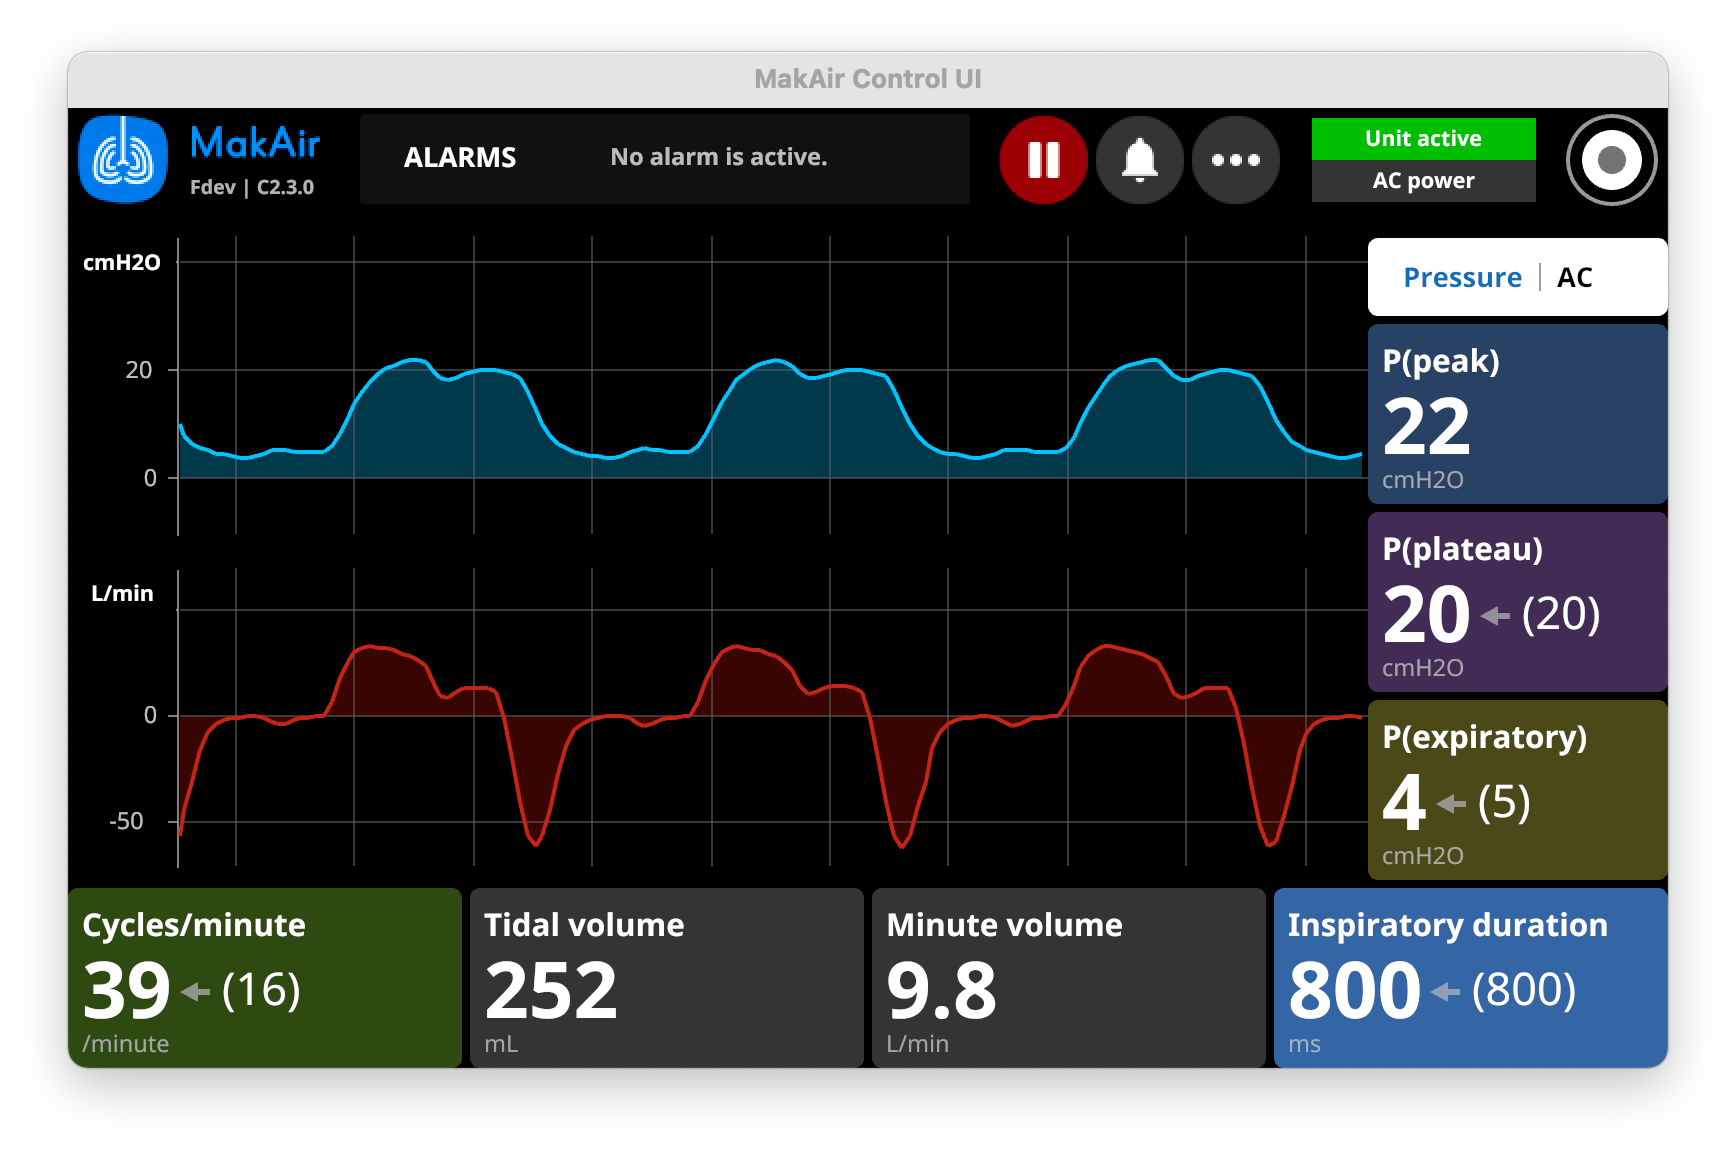 MakAir Control UI
MakAir
Fdev | C2.3.0
ALARMS
No alarm is active.
Unit active
AC power
cmH2O
20
0
L/min
0
-50
Pressure | AC
P(peak)
22
cmH2O
P(plateau)
20 (20)
cmH2O
P(expiratory)
4 (5)
cmH2O
Cycles/minute
39 (16)
/minute
Tidal volume
252
mL
Minute volume
9.8
L/min
Inspiratory duration
800 (800)
ms